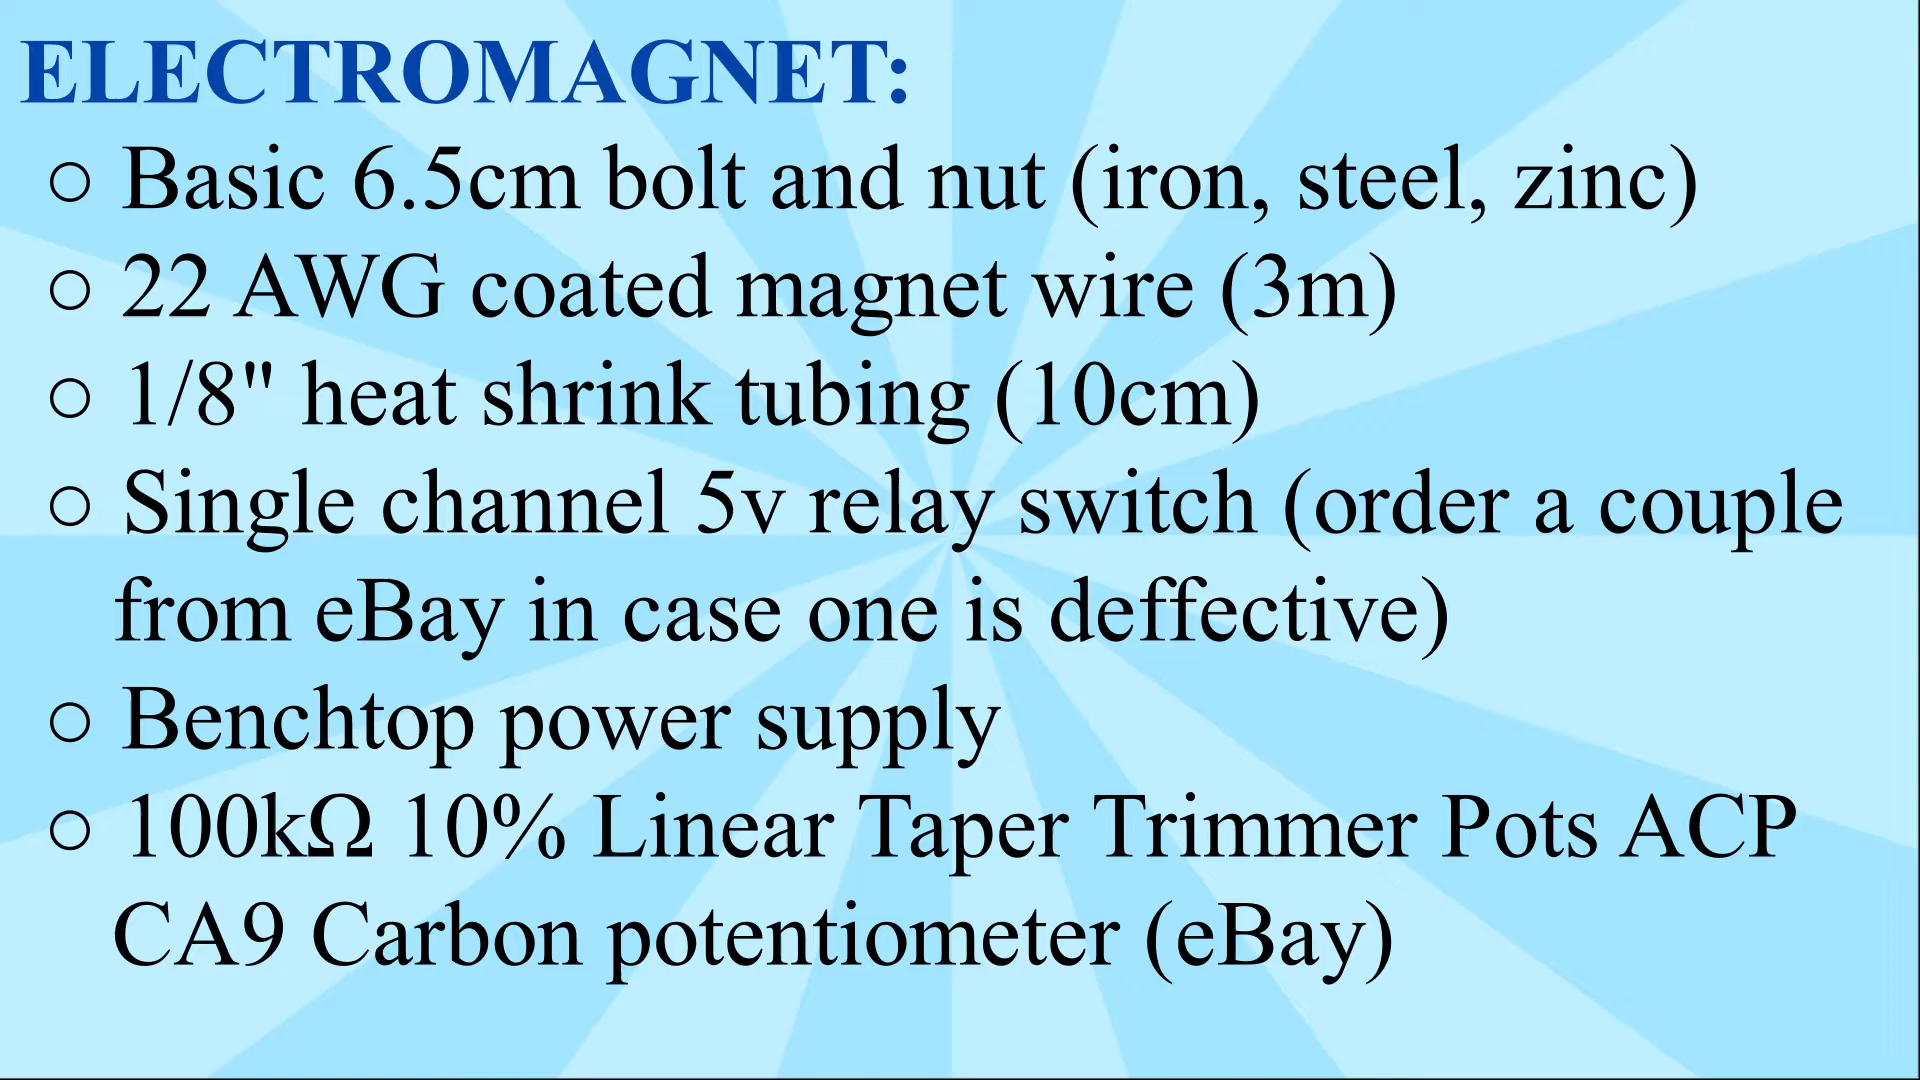 ELECTROMAGNET:
○ Basic 6.5cm bolt and nut (iron, steel, zinc)
○ 22 AWG coated magnet wire (3m)
○ 1/8" heat shrink tubing (10cm)
○ Single channel 5v relay switch (order a couple
from eBay in case one is deffective)
○ Benchtop power supply
○ 100kΩ 10% Linear Taper Trimmer Pots ACP
CA9 Carbon potentiometer (eBay)